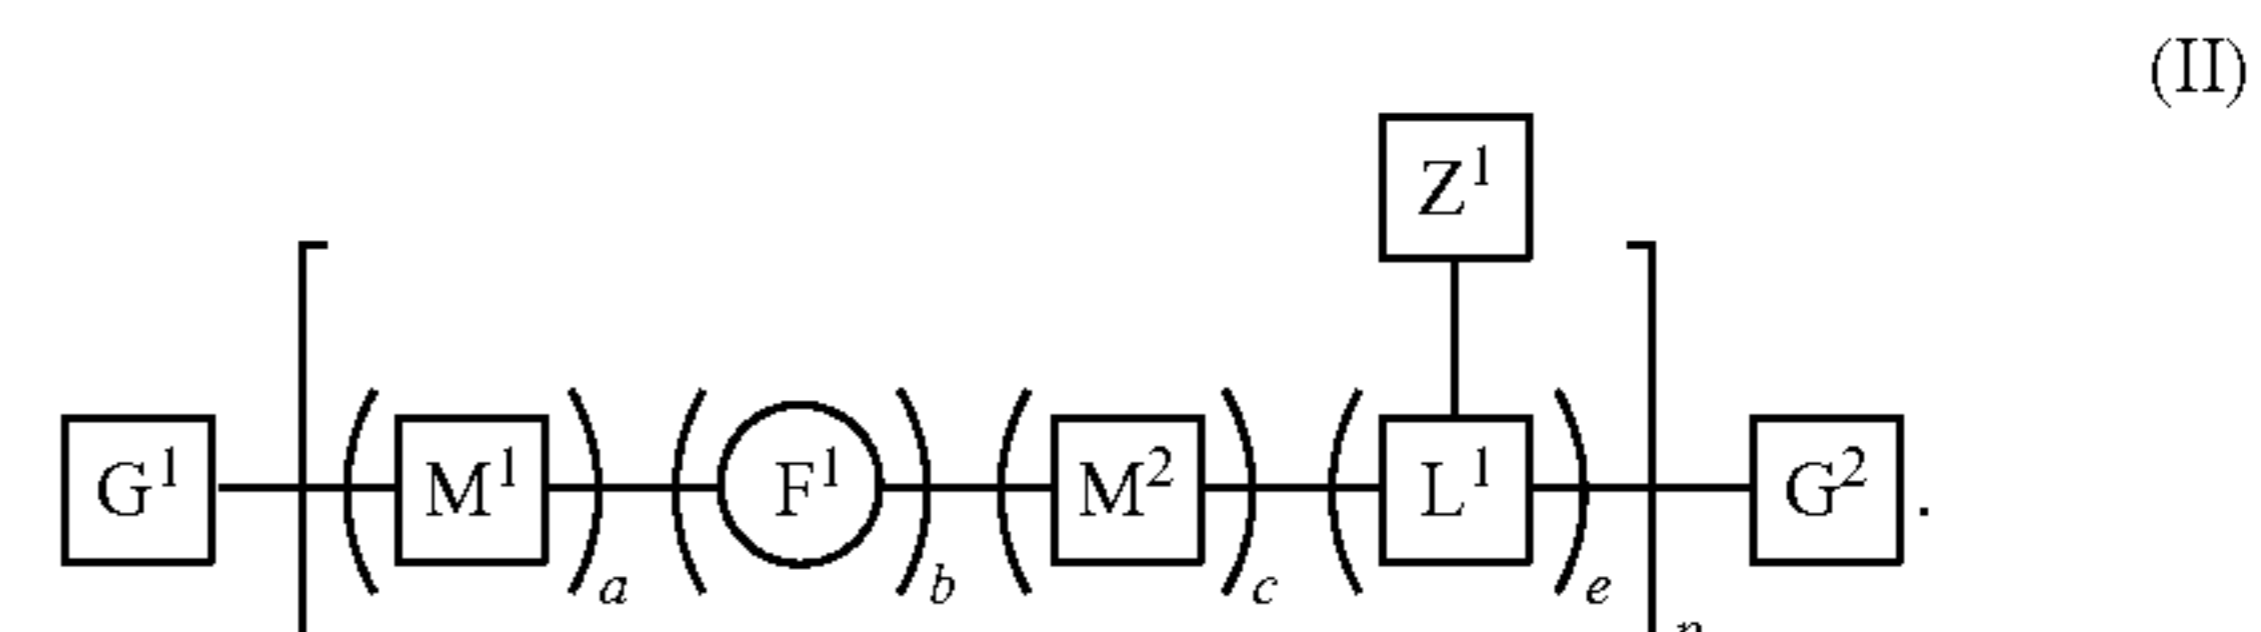 (II)
Z¹
G¹ ( M¹ )a ( F¹ )b ( M² )c ( L¹ )e G² .